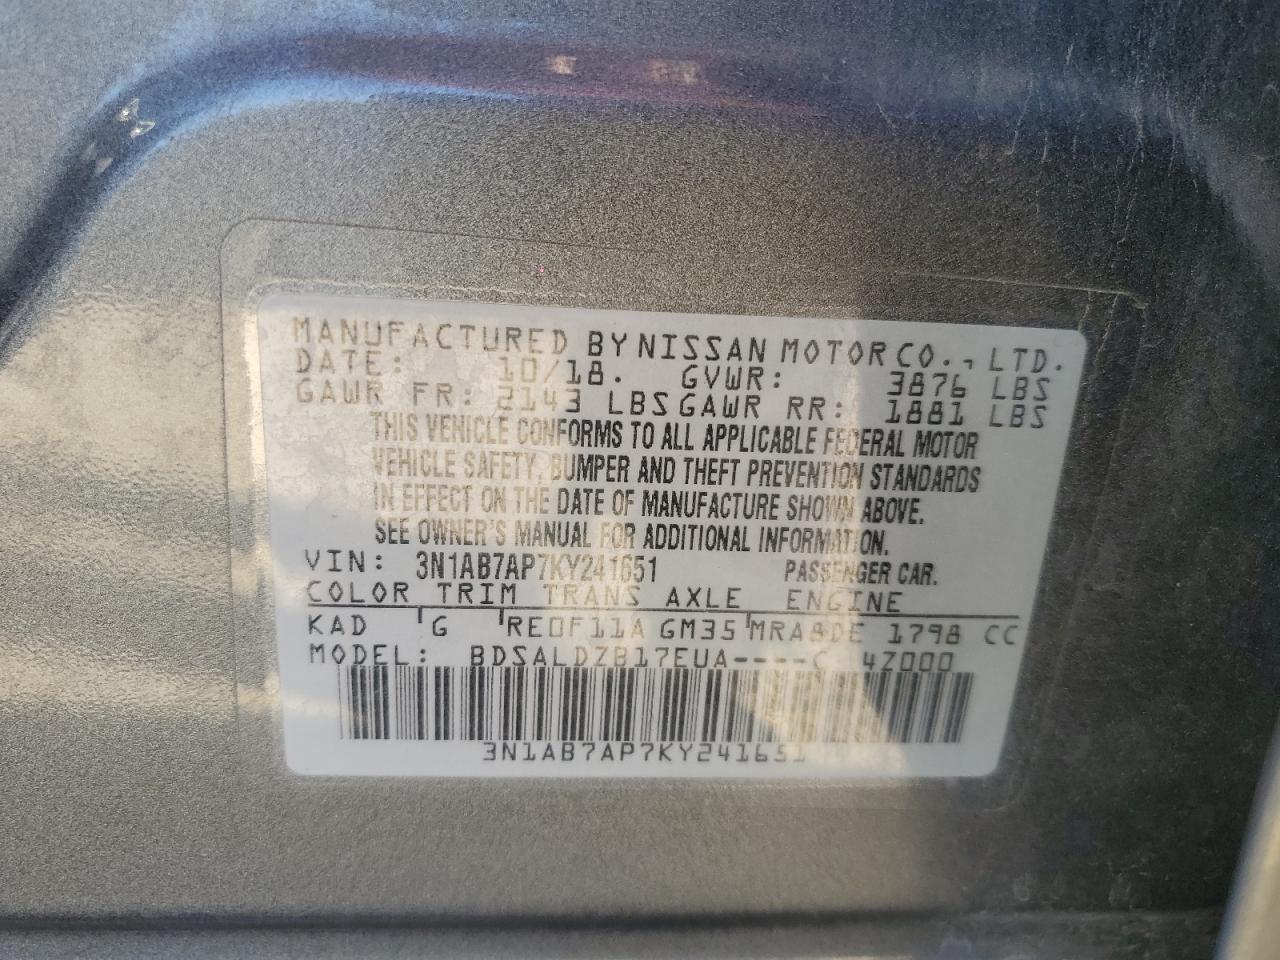 MANUFACTURED BY NISSAN MOTOR CO., LTD.
DATE: 10/18. GVWR: 3876 LBS
GAWR FR: 2143 LBS GAWR RR: 1881 LBS
THIS VEHICLE CONFORMS TO ALL APPLICABLE FEDERAL MOTOR
VEHICLE SAFETY, BUMPER AND THEFT PREVENTION STANDARDS
IN EFFECT ON THE DATE OF MANUFACTURE SHOWN ABOVE.
SEE OWNER'S MANUAL FOR ADDITIONAL INFORMATION.
VIN: 3N1AB7AP7KY241651 PASSENGER CAR.
COLOR TRIM TRANS AXLE ENGINE
KAD G RE0F11A GM35 MRA8DE 1798 CC
MODEL: BDSALDZB17EUA----C 4Z000
3N1AB7AP7KY241651